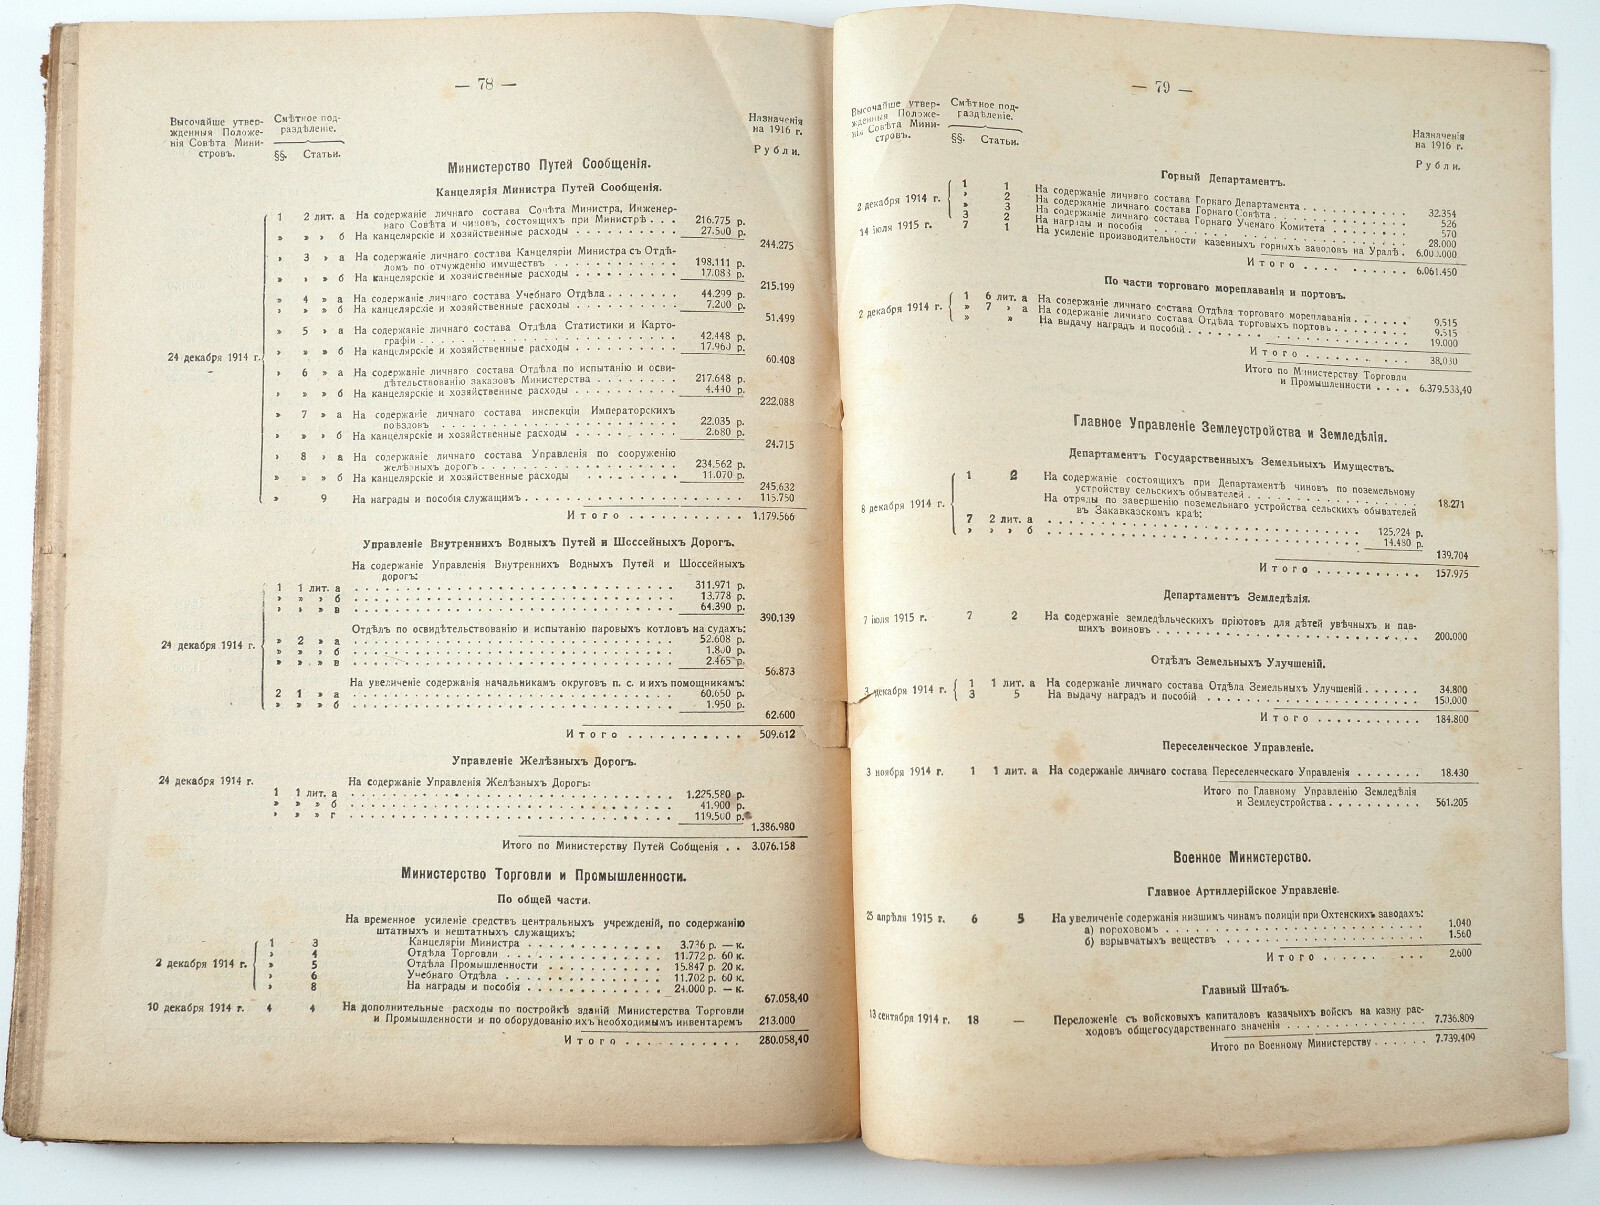 — 78 —
Высочайше утвер-
жденныя Положе-
нія Совѣта Мини-
стровъ.
Смѣтное под-
раздѣленіе.
§§. Статьи.
Назначенія
на 1916 г.
Рубли.
Министерство Путей Сообщенія.
Канцелярія Министра Путей Сообщенія.
24 декабря 1914 г.
1 2 лит. а На содержаніе личнаго состава Совѣта Министра, Инженер-
наго Совѣта и чиновъ, состоящихъ при Министрѣ . . . 216.775 р.
» » » б На канцелярскіе и хозяйственные расходы . . . 27.500 р.
244.275
» 3 » а На содержаніе личнаго состава Канцеляріи Министра съ Отдѣ-
ломъ по отчужденію имуществъ . . . 198.111 р.
» » » б На канцелярскіе и хозяйственные расходы . . . 17.088 р.
215.199
» 4 » а На содержаніе личнаго состава Учебнаго Отдѣла . . . 44.299 р.
» » » б На канцелярскіе и хозяйственные расходы . . . 7.200 р.
51.499
» 5 » а На содержаніе личнаго состава Отдѣла Статистики и Карто-
графіи . . . 42.448 р.
» » » б На канцелярскіе и хозяйственные расходы . . . 17.960 р.
60.408
» 6 » а На содержаніе личнаго состава Отдѣла по испытанію и осви-
дѣтельствованію заказовъ Министерства . . . 217.648 р.
» » » б На канцелярскіе и хозяйственные расходы . . . 4.440 р.
222.088
» 7 » а На содержаніе личнаго состава инспекціи Императорскихъ
поѣздовъ . . . 22.035 р.
» » » б На канцелярскіе и хозяйственные расходы . . . 2.680 р.
24.715
» 8 » а На содержаніе личнаго состава Управленія по сооруженію
желѣзныхъ дорогъ . . . 234.562 р.
» » » б На канцелярскіе и хозяйственные расходы . . . 11.070 р.
245.632
» 9 На награды и пособія служащимъ . . . 115.750
Итого . . . 1.179.566
Управленіе Внутреннихъ Водныхъ Путей и Шоссейныхъ Дорогъ.
24 декабря 1914 г.
На содержаніе Управленія Внутреннихъ Водныхъ Путей и Шоссейныхъ
дорогъ:
1 1 лит. а . . . 311.971 р.
» » » б . . . 13.778 р.
» » » в . . . 64.390 р.
390.139
Отдѣлъ по освидѣтельствованію и испытанію паровыхъ котловъ на судахъ:
» 2 » а . . . 52.608 р.
» » » б . . . 1.800 р.
» » » в . . . 2.465 р.
56.873
На увеличеніе содержанія начальникамъ округовъ п. с. и ихъ помощникамъ:
2 1 » а . . . 60.650 р.
» » » б . . . 1.950 р.
62.600
Итого . . . 509.612
Управленіе Желѣзныхъ Дорогъ.
24 декабря 1914 г. На содержаніе Управленія Желѣзныхъ Дорогъ:
1 1 лит. а . . . 1.225.580 р.
» » » б . . . 41.900 р.
» » » г . . . 119.500 р.
1.386.980
Итого по Министерству Путей Собщенія . . 3.076.158
Министерство Торговли и Промышленности.
По общей части.
На временное усиленіе средствъ центральныхъ учрежденій, по содержанію
штатныхъ и нештатныхъ служащихъ:
2 декабря 1914 г.
1 3 Канцеляріи Министра . . . 3.736 р. — к.
» 4 Отдѣла Торговли . . . 11.772 р. 60 к.
» 5 Отдѣла Промышленности . . . 15.847 р. 20 к.
» 6 Учебнаго Отдѣла . . . 11.702 р. 60 к.
» 8 На награды и пособія . . . 24.000 р. — к.
67.058,40
10 декабря 1914 г. 4 4 На дополнительные расходы по постройкѣ зданій Министерства Торговли
и Промышленности и по оборудованію ихъ необходимымъ инвентаремъ 213.000
Итого . . . 280.058,40
— 79 —
Высочайше утвер-
жденныя Положе-
нія Совѣта Мини-
стровъ.
Смѣтное под-
раздѣленіе.
§§. Статьи.
Назначенія
на 1916 г.
Рубли.
Горный Департаментъ.
2 декабря 1914 г.
1 1 На содержаніе личнаго состава Горнаго Департамента . . . 32.354
» 2 На содержаніе личнаго состава Горнаго Совѣта . . . 526
» 3 На содержаніе личнаго состава Горнаго Ученаго Комитета . . . 570
3 2 На награды и пособія . . . 28.000
14 іюля 1915 г. 7 1 На усиленіе производительности казенныхъ горныхъ заводовъ на Уралѣ . 6.000.000
Итого . . . 6.061.450
По части торговаго мореплаванія и портовъ.
2 декабря 1914 г.
1 6 лит. а На содержаніе личнаго состава Отдѣла торговаго мореплаванія . . . 9.515
» 7 » а На содержаніе личнаго состава Отдѣла торговыхъ портовъ . . . 9.515
» » На выдачу наградъ и пособій . . . 19.000
Итого . . . 38.030
Итого по Министерству Торговли
и Промышленности . . . 6.379.533,40
Главное Управленіе Землеустройства и Земледѣлія.
Департаментъ Государственныхъ Земельныхъ Имуществъ.
8 декабря 1914 г.
1 2 На содержаніе состоящихъ при Департаментѣ чиновъ по поземельному
устройству сельскихъ обывателей . . . 18.271
На отряды по завершенію поземельнаго устройства сельскихъ обывателей
въ Закавказскомъ краѣ:
7 2 лит. а . . . 125.224 р.
» » » б . . . 14.480 р.
139.704
Итого . . . 157.975
Департаментъ Земледѣлія.
7 іюля 1915 г. 7 2 На содержаніе земледѣльческихъ пріютовъ для дѣтей увѣчныхъ и пав-
шихъ воиновъ . . . 200.000
Отдѣлъ Земельныхъ Улучшеній.
3 декабря 1914 г.
1 1 лит. а На содержаніе личнаго состава Отдѣла Земельныхъ Улучшеній . . . 34.800
3 5 На выдачу наградъ и пособій . . . 150.000
Итого . . . 184.800
Переселенческое Управленіе.
3 ноября 1914 г. 1 1 лит. а На содержаніе личнаго состава Переселенческаго Управленія . . . 18.430
Итого по Главному Управленію Земледѣлія
и Землеустройства . . . 561.205
Военное Министерство.
Главное Артиллерійское Управленіе.
25 апрѣля 1915 г. 6 5 На увеличеніе содержанія низшимъ чинамъ полиціи при Охтенскихъ заводахъ:
а) пороховомъ . . . 1.040
б) взрывчатыхъ веществъ . . . 1.560
Итого . . . 2.600
Главный Штабъ.
13 сентября 1914 г. 18 — Переложеніе съ войсковыхъ капиталовъ казачьихъ войскъ на казну рас-
ходовъ общегосударственнаго значенія . . . 7.736.809
Итого по Военному Министерству . . . 7.739.409